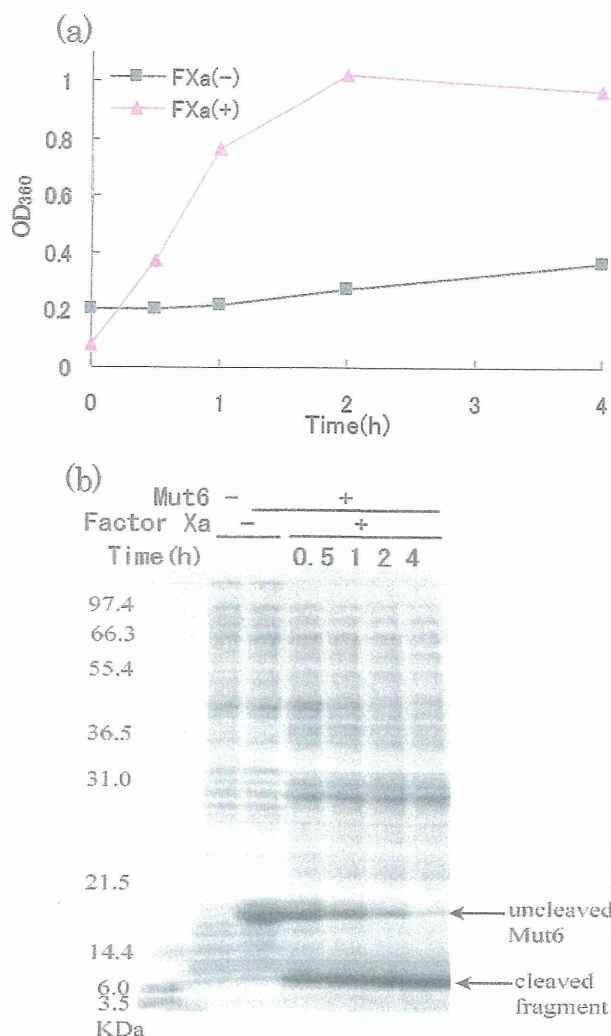 (a)
FXa(-)
FXa(+)
1
0.8
0.6
0.4
0.2
0
OD360
0 1 2 3 4
Time(h)
(b)
Mut6 - +
Factor Xa - +
Time(h) 0.5 1 2 4
97.4
66.3
55.4
36.5
31.0
21.5
14.4
6.0
3.5
KDa
uncleaved
Mut6
cleaved
fragment